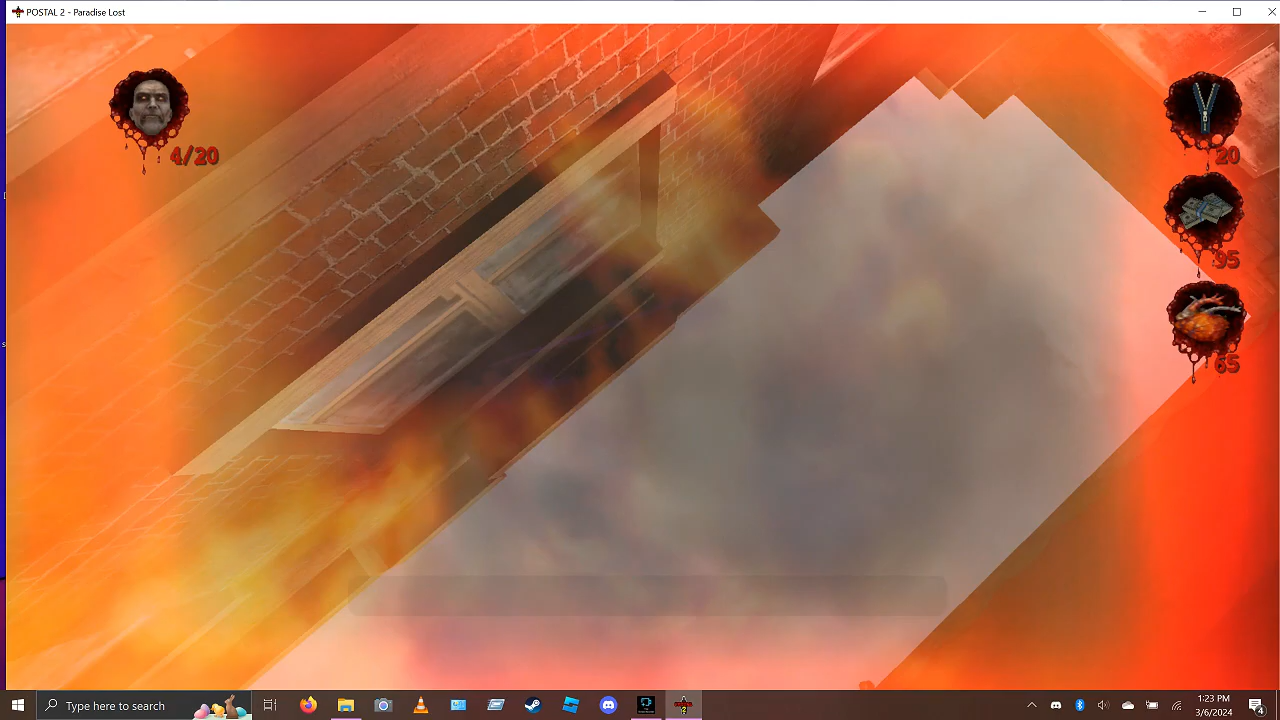 POSTAL 2 - Paradise Lost
4/20
20
95
65
s
Type here to search
1:23 PM
3/6/2024
4